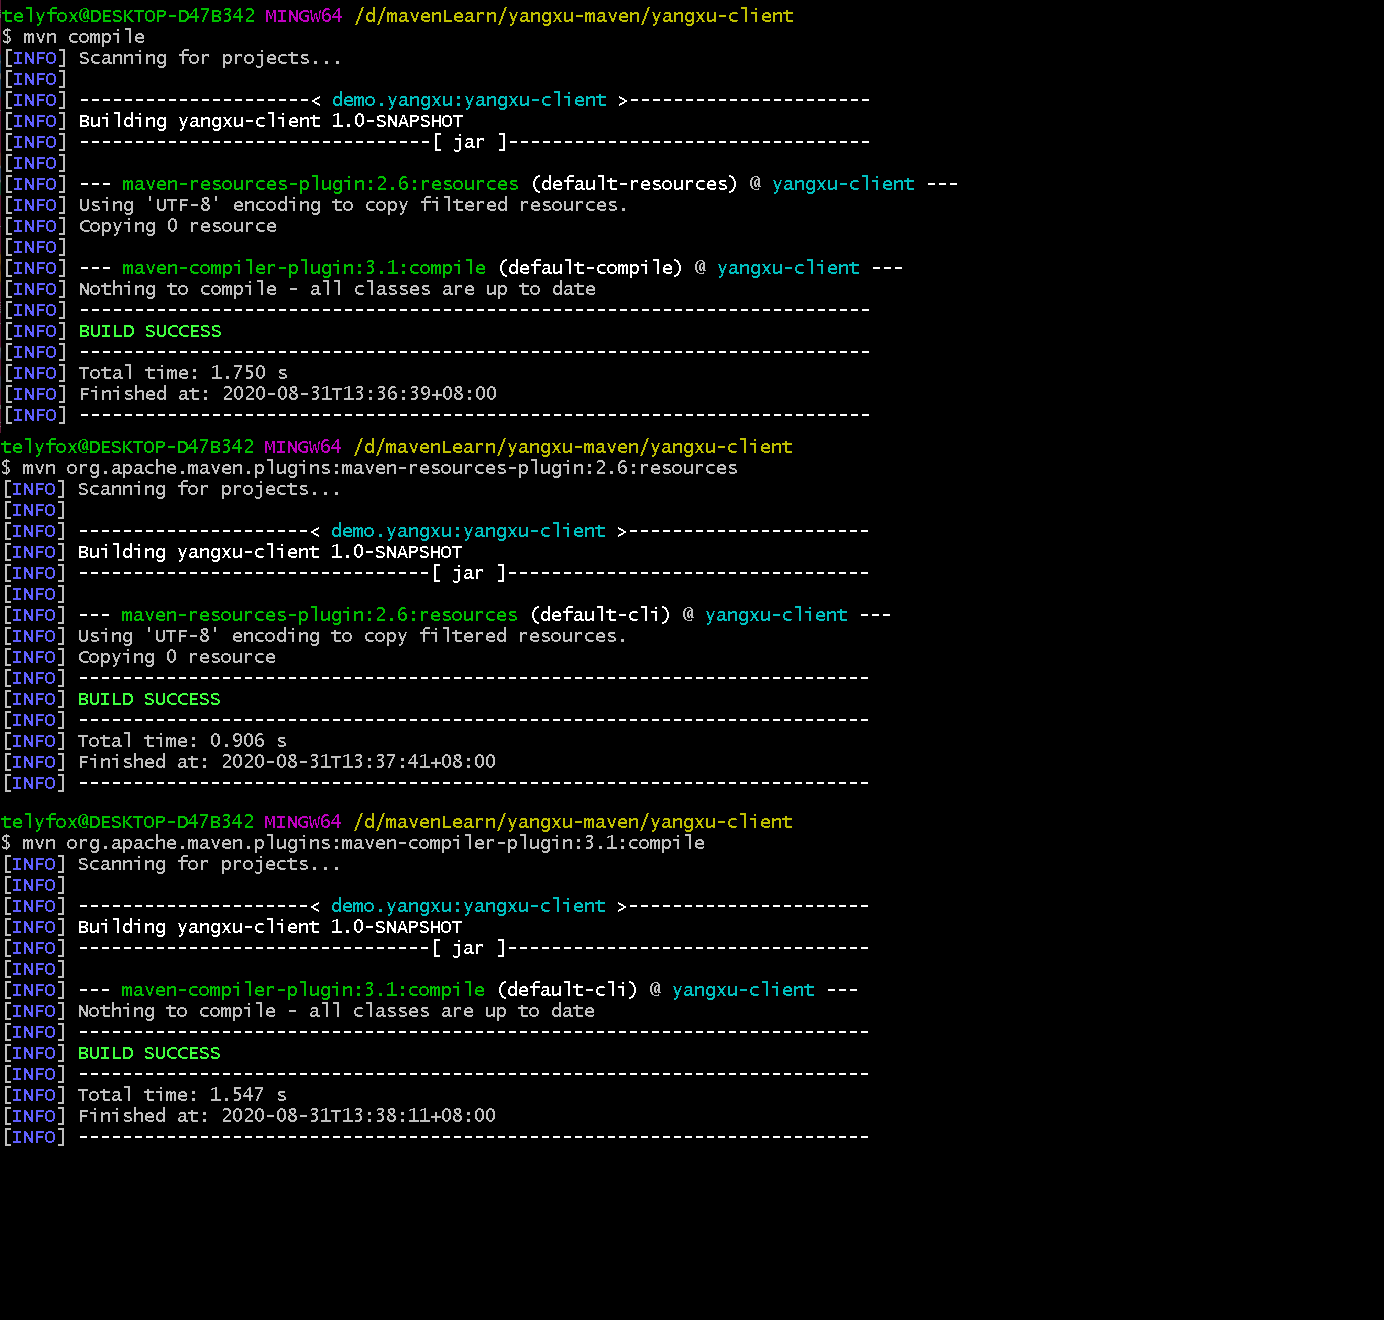 telyfox@DESKTOP-D47B342 MINGW64 /d/mavenLearn/yangxu-maven/yangxu-client
$ mvn compile
[INFO] Scanning for projects...
[INFO]
[INFO] ---------------------< demo.yangxu:yangxu-client >----------------------
[INFO] Building yangxu-client 1.0-SNAPSHOT
[INFO] --------------------------------[ jar ]---------------------------------
[INFO]
[INFO] --- maven-resources-plugin:2.6:resources (default-resources) @ yangxu-client ---
[INFO] Using 'UTF-8' encoding to copy filtered resources.
[INFO] Copying 0 resource
[INFO]
[INFO] --- maven-compiler-plugin:3.1:compile (default-compile) @ yangxu-client ---
[INFO] Nothing to compile - all classes are up to date
[INFO] ------------------------------------------------------------------------
[INFO] BUILD SUCCESS
[INFO] ------------------------------------------------------------------------
[INFO] Total time: 1.750 s
[INFO] Finished at: 2020-08-31T13:36:39+08:00
[INFO] ------------------------------------------------------------------------
telyfox@DESKTOP-D47B342 MINGW64 /d/mavenLearn/yangxu-maven/yangxu-client
$ mvn org.apache.maven.plugins:maven-resources-plugin:2.6:resources
[INFO] Scanning for projects...
[INFO]
[INFO] ---------------------< demo.yangxu:yangxu-client >----------------------
[INFO] Building yangxu-client 1.0-SNAPSHOT
[INFO] --------------------------------[ jar ]---------------------------------
[INFO]
[INFO] --- maven-resources-plugin:2.6:resources (default-cli) @ yangxu-client ---
[INFO] Using 'UTF-8' encoding to copy filtered resources.
[INFO] Copying 0 resource
[INFO] ------------------------------------------------------------------------
[INFO] BUILD SUCCESS
[INFO] ------------------------------------------------------------------------
[INFO] Total time: 0.906 s
[INFO] Finished at: 2020-08-31T13:37:41+08:00
[INFO] ------------------------------------------------------------------------
telyfox@DESKTOP-D47B342 MINGW64 /d/mavenLearn/yangxu-maven/yangxu-client
$ mvn org.apache.maven.plugins:maven-compiler-plugin:3.1:compile
[INFO] Scanning for projects...
[INFO]
[INFO] ---------------------< demo.yangxu:yangxu-client >----------------------
[INFO] Building yangxu-client 1.0-SNAPSHOT
[INFO] --------------------------------[ jar ]---------------------------------
[INFO]
[INFO] --- maven-compiler-plugin:3.1:compile (default-cli) @ yangxu-client ---
[INFO] Nothing to compile - all classes are up to date
[INFO] ------------------------------------------------------------------------
[INFO] BUILD SUCCESS
[INFO] ------------------------------------------------------------------------
[INFO] Total time: 1.547 s
[INFO] Finished at: 2020-08-31T13:38:11+08:00
[INFO] ------------------------------------------------------------------------